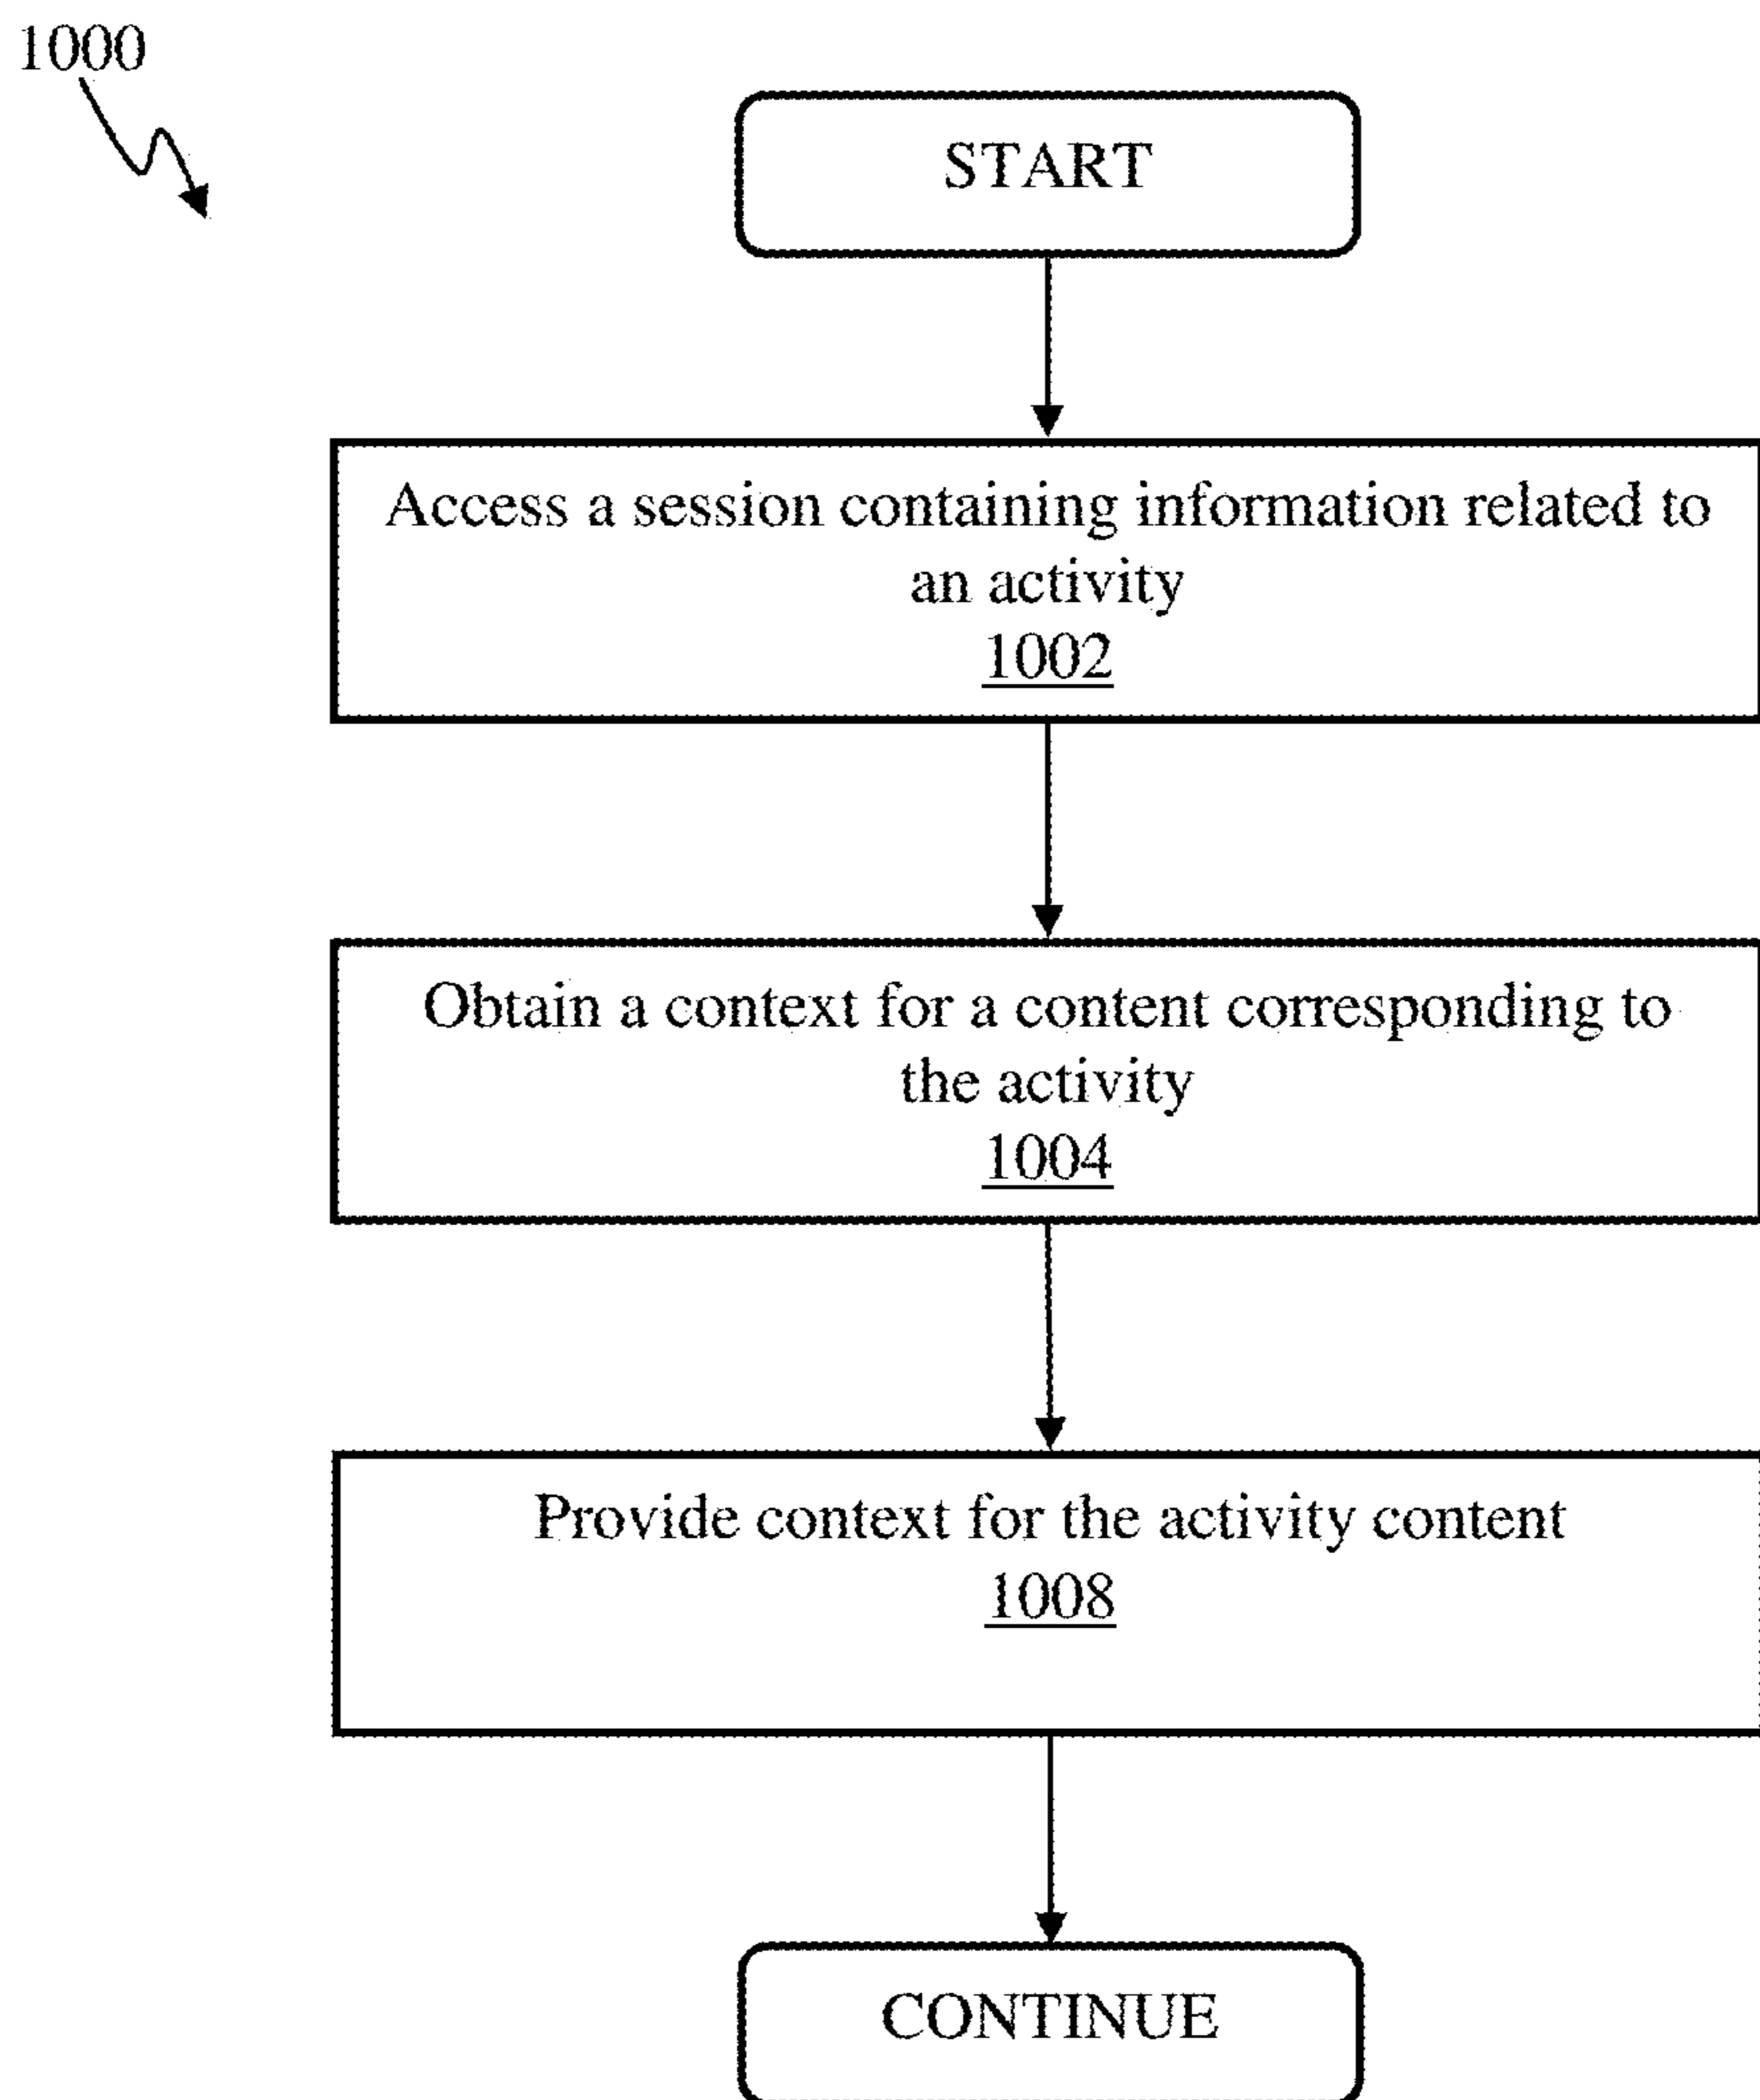 1000
START
Access a session containing information related to
an activity
1002
Obtain a context for a content corresponding to
the activity
1004
Provide context for the activity content
1008
CONTINUE